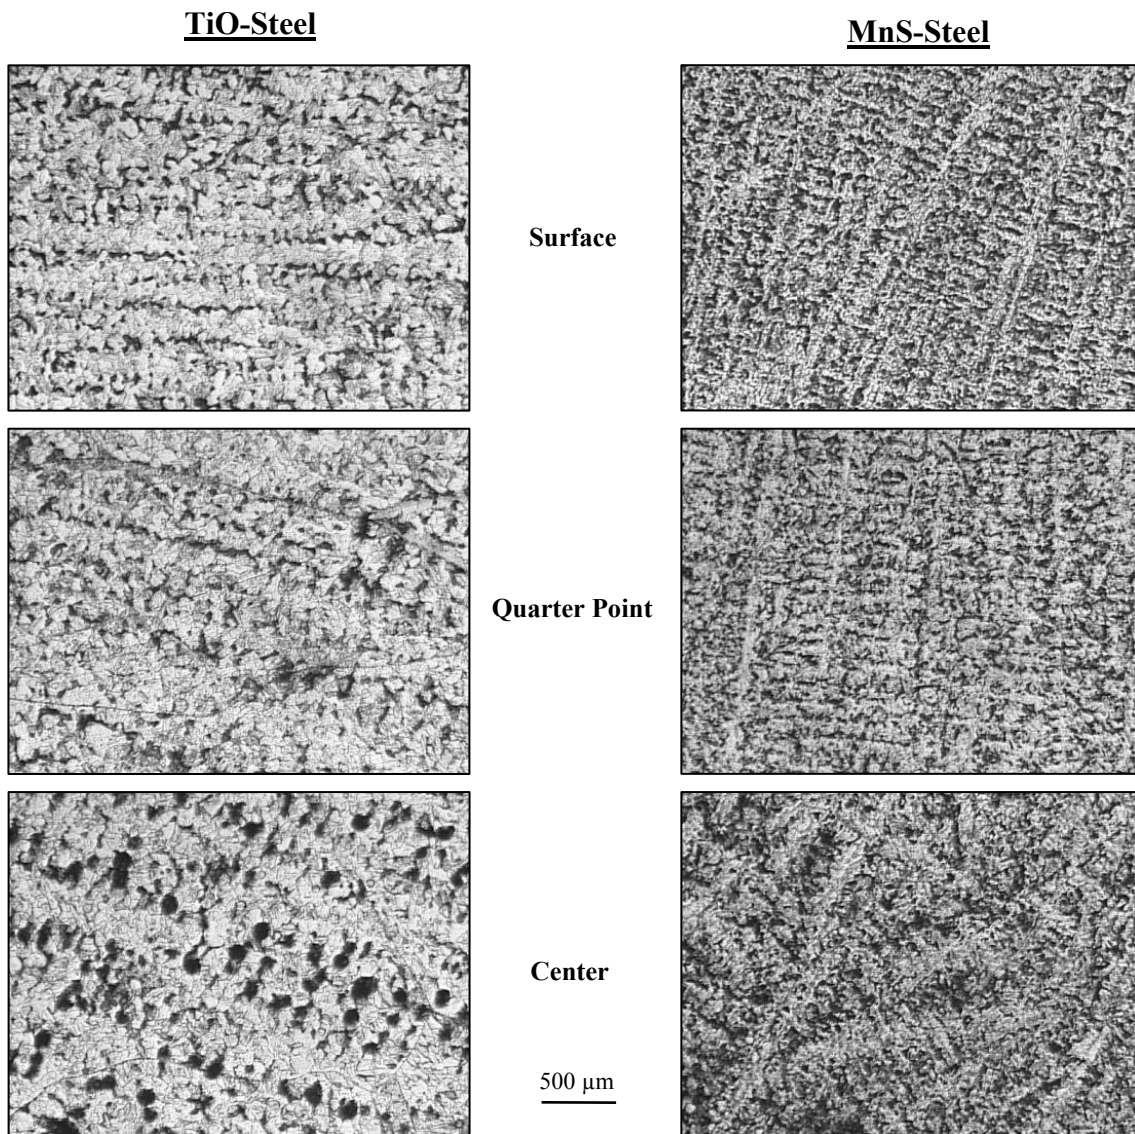 TiO-Steel
MnS-Steel
Surface
Quarter Point
Center
500 µm